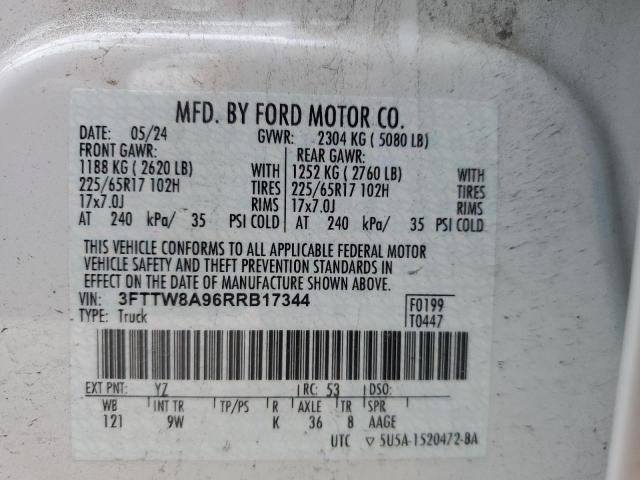 MFD. BY FORD MOTOR CO.
DATE: 05/24 GVWR: 2304 KG ( 5080 LB)
FRONT GAWR: REAR GAWR:
1188 KG ( 2620 LB) WITH 1252 KG ( 2760 LB) WITH
225/65R17 102H TIRES 225/65R17 102H TIRES
17x7.0J RIMS 17x7.0J RIMS
AT 240 kPa/ 35 PSI COLD AT 240 kPa/ 35 PSI COLD
THIS VEHICLE CONFORMS TO ALL APPLICABLE FEDERAL MOTOR
VEHICLE SAFETY AND THEFT PREVENTION STANDARDS IN
EFFECT ON THE DATE OF MANUFACTURE SHOWN ABOVE.
VIN: 3FTTW8A96RRB17344 F0199
TYPE: Truck T0447
EXT PNT: YZ RC: 53 DSO:
WB INT TR TP/PS R AXLE TR SPR
121 9W K 36 8 AAGE
UTC ▽ 5U5A-1520472-BA